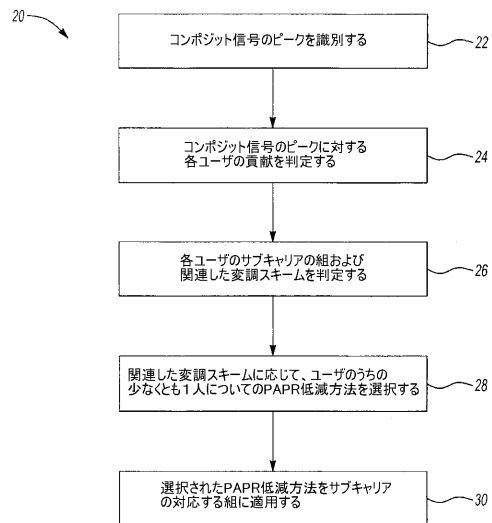 20
コンポジット信号のピークを識別する
22
コンポジット信号のピークに対する
各ユーザの貢献を判定する
24
各ユーザのサブキャリアの組および
関連した変調スキームを判定する
26
関連した変調スキームに応じて、ユーザのうちの
少なくとも1人についてのPAPR低減方法を選択する
28
選択されたPAPR低減方法をサブキャリア
の対応する組に適用する
30